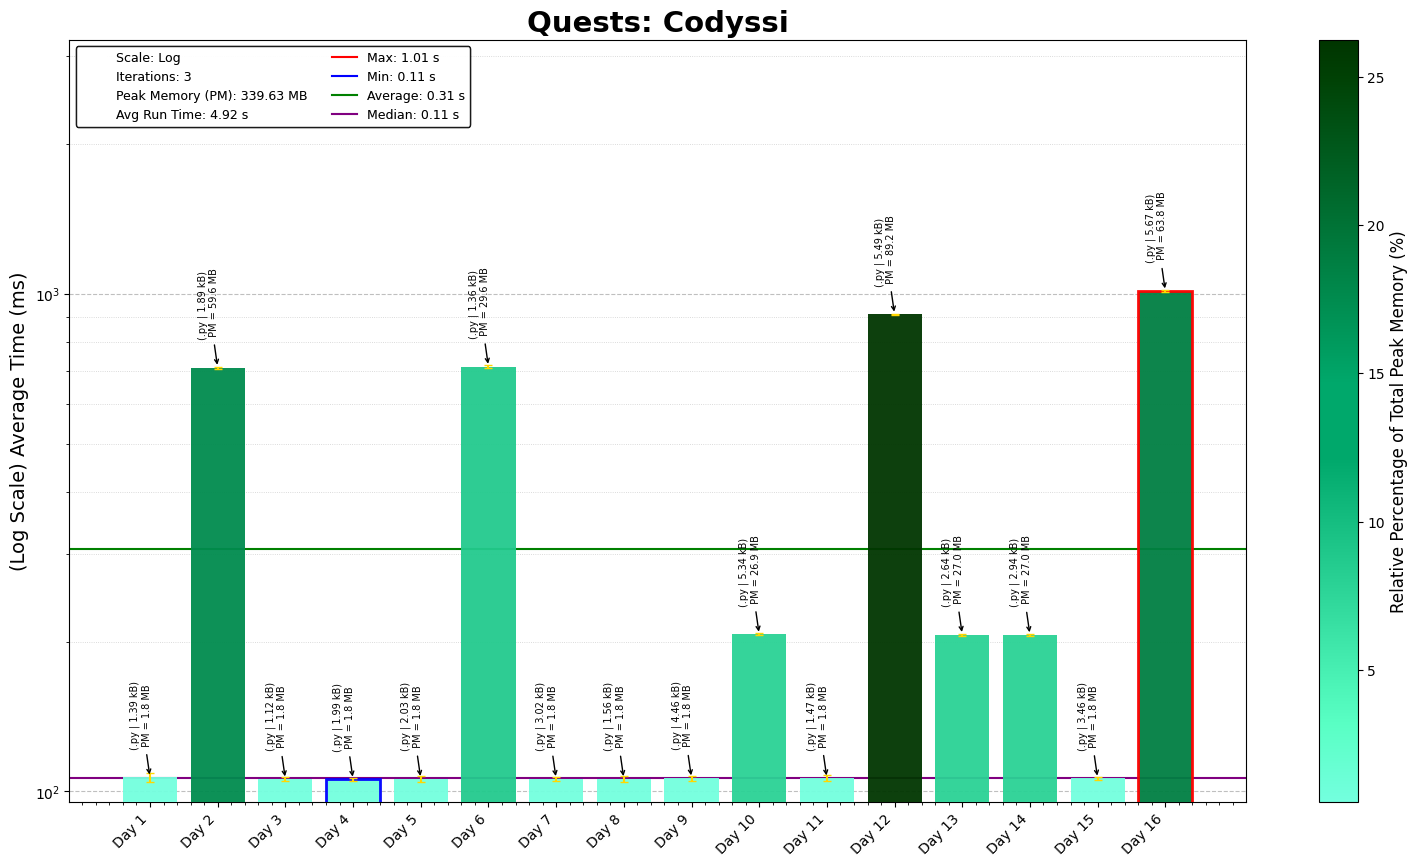 Quests: Codyssi
Scale: Log
Iterations: 3
Peak Memory (PM): 339.63 MB
Avg Run Time: 4.92 s
Max: 1.01 s
Min: 0.11 s
Average: 0.31 s
Median: 0.11 s
(Log Scale) Average Time (ms)
10³
10²
(.py | 1.39 kB)
PM = 1.8 MB
(.py | 1.89 kB)
PM = 59.6 MB
(.py | 1.12 kB)
PM = 1.8 MB
(.py | 1.99 kB)
PM = 1.8 MB
(.py | 2.03 kB)
PM = 1.8 MB
(.py | 1.36 kB)
PM = 29.6 MB
(.py | 3.02 kB)
PM = 1.8 MB
(.py | 1.56 kB)
PM = 1.8 MB
(.py | 4.46 kB)
PM = 1.8 MB
(.py | 5.34 kB)
PM = 26.9 MB
(.py | 1.47 kB)
PM = 1.8 MB
(.py | 5.49 kB)
PM = 89.2 MB
(.py | 2.64 kB)
PM = 27.0 MB
(.py | 2.94 kB)
PM = 27.0 MB
(.py | 3.46 kB)
PM = 1.8 MB
(.py | 5.67 kB)
PM = 63.8 MB
Day 1
Day 2
Day 3
Day 4
Day 5
Day 6
Day 7
Day 8
Day 9
Day 10
Day 11
Day 12
Day 13
Day 14
Day 15
Day 16
25
20
15
10
5
Relative Percentage of Total Peak Memory (%)